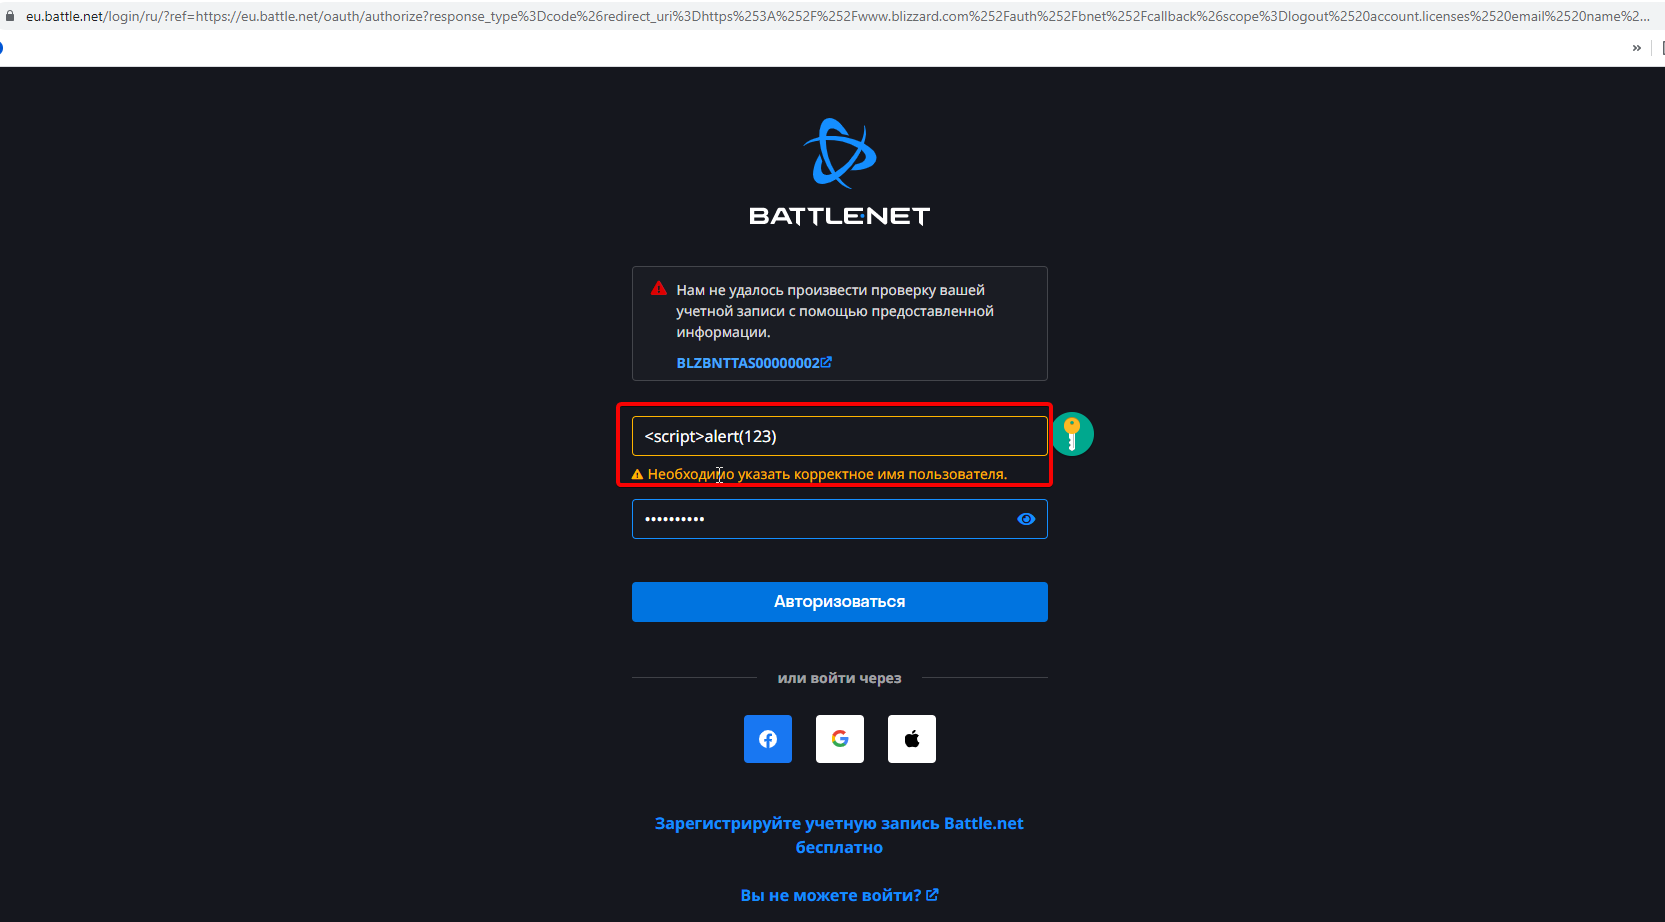 eu.battle.net/login/ru/?ref=https://eu.battle.net/oauth/authorize?response_type%3Dcode%26redirect_uri%3Dhttps%253A%252F%252Fwww.blizzard.com%252Fauth%252Fbnet%252Fcallback%26scope%3Dlogout%2520account.licenses%2520email%2520name%2...
»
BATTLE.NET
Нам не удалось произвести проверку вашей
учетной записи с помощью предоставленной
информации.
BLZBNTTAS00000002
<script>alert(123)
Необходимо указать корректное имя пользователя.
••••••••••
Авторизоваться
или войти через
Зарегистрируйте учетную запись Battle.net
бесплатно
Вы не можете войти?